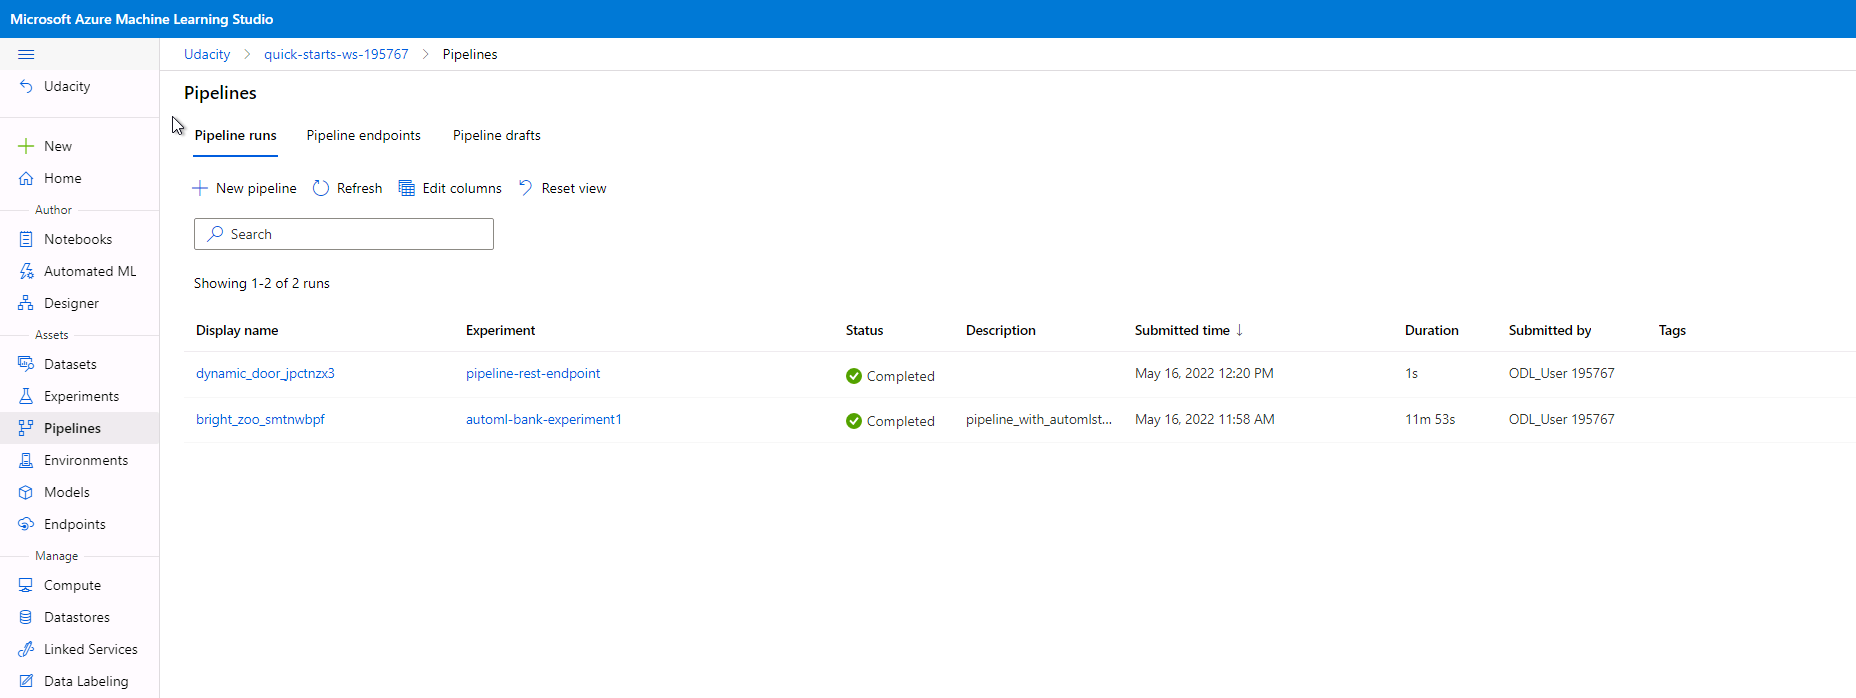 Microsoft Azure Machine Learning Studio
Udacity
New
Home
Author
Notebooks
Automated ML
Designer
Assets
Datasets
Experiments
Pipelines
Environments
Models
Endpoints
Manage
Compute
Datastores
Linked Services
Data Labeling
Udacity > quick-starts-ws-195767 > Pipelines
Pipelines
Pipeline runs Pipeline endpoints Pipeline drafts
New pipeline Refresh Edit columns Reset view
Search
Showing 1-2 of 2 runs
Display name Experiment Status Description Submitted time ↓ Duration Submitted by Tags
dynamic_door_jpctnzx3 pipeline-rest-endpoint Completed May 16, 2022 12:20 PM 1s ODL_User 195767
bright_zoo_smtnwbpf automl-bank-experiment1 Completed pipeline_with_automlst... May 16, 2022 11:58 AM 11m 53s ODL_User 195767